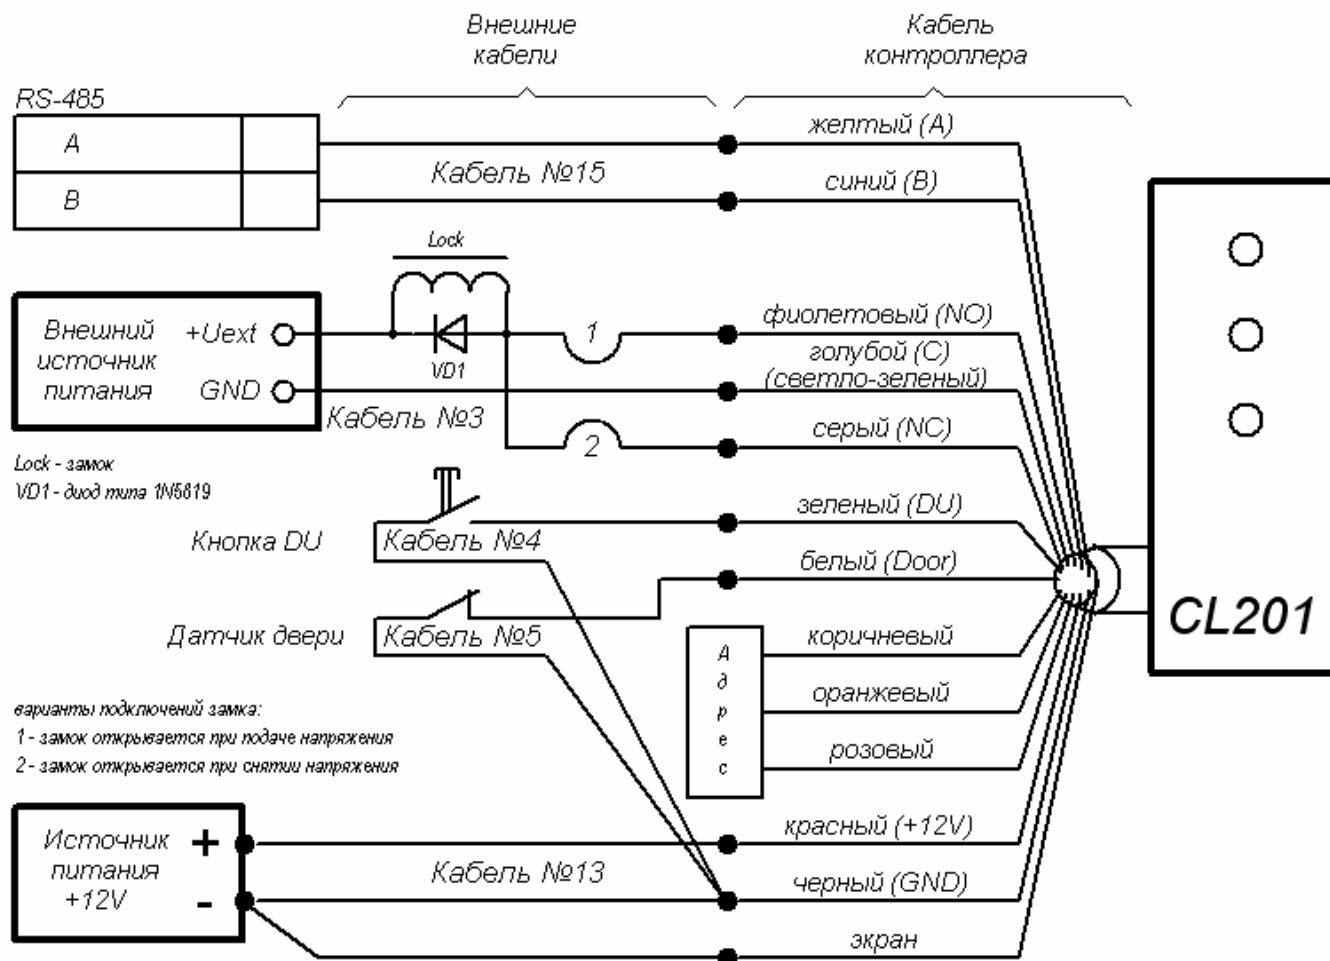 Внешние
кабели
Кабель
контроллера
RS-485
A
B
Кабель №15
желтый (A)
синий (B)
Lock
VD1
Внешний
источник
питания
+Uext
GND
1
2
Кабель №3
фиолетовый (NO)
голубой (C)
(светло-зеленый)
серый (NC)
Lock - замок
VD1 - диод типа 1N5819
Кнопка DU
Кабель №4
зеленый (DU)
белый (Door)
Датчик двери
Кабель №5
Адрес
коричневый
оранжевый
розовый
CL201
варианты подключений замка:
1 - замок открывается при подаче напряжения
2 - замок открывается при снятии напряжения
Источник
питания
+12V
+
-
Кабель №13
красный (+12V)
черный (GND)
экран